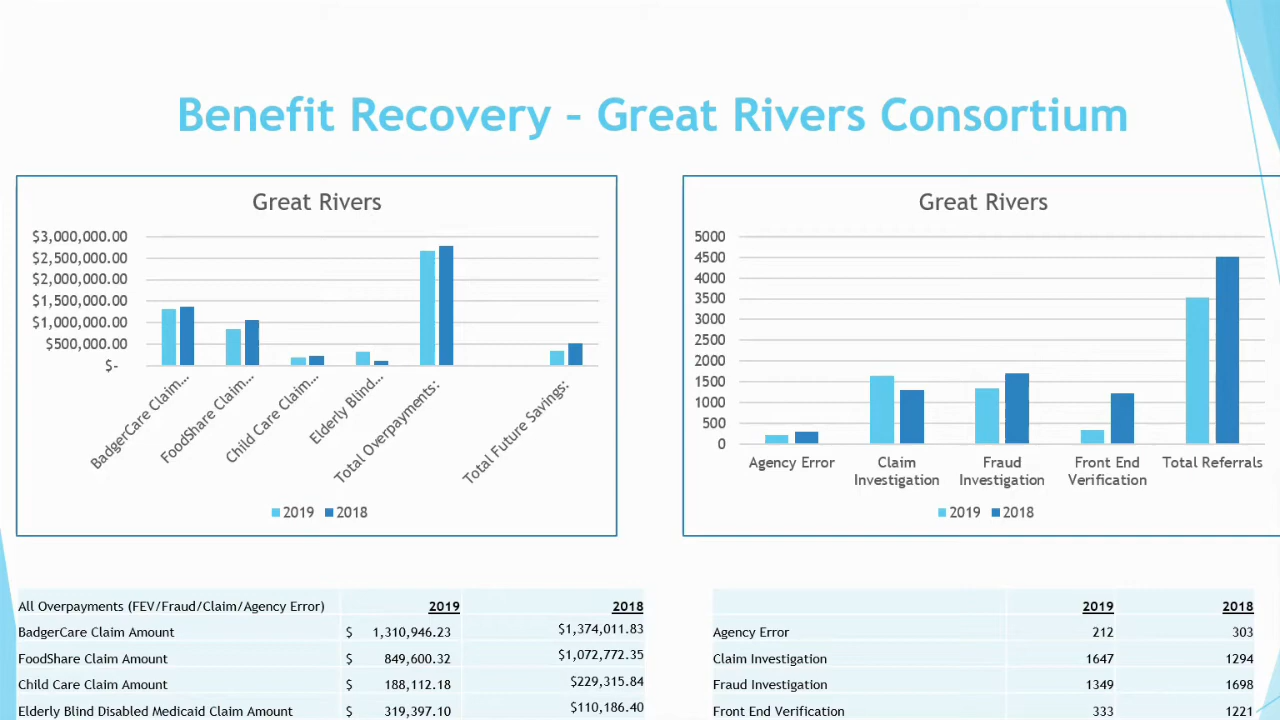 Benefit Recovery – Great Rivers Consortium
Great Rivers
$3,000,000.00
$2,500,000.00
$2,000,000.00
$1,500,000.00
$1,000,000.00
$500,000.00
$-
BadgerCare Claim...
FoodShare Claim...
Child Care Claim...
Elderly Blind...
Total Overpayments:
Total Future Savings:
2019 2018
Great Rivers
5000
4500
4000
3500
3000
2500
2000
1500
1000
500
0
Agency Error
Claim
Investigation
Fraud
Investigation
Front End
Verification
Total Referrals
2019 2018
All Overpayments (FEV/Fraud/Claim/Agency Error) 2019 2018
BadgerCare Claim Amount $ 1,310,946.23 $1,374,011.83
FoodShare Claim Amount $ 849,600.32 $1,072,772.35
Child Care Claim Amount $ 188,112.18 $229,315.84
Elderly Blind Disabled Medicaid Claim Amount $ 319,397.10 $110,186.40
2019 2018
Agency Error 212 303
Claim Investigation 1647 1294
Fraud Investigation 1349 1698
Front End Verification 333 1221